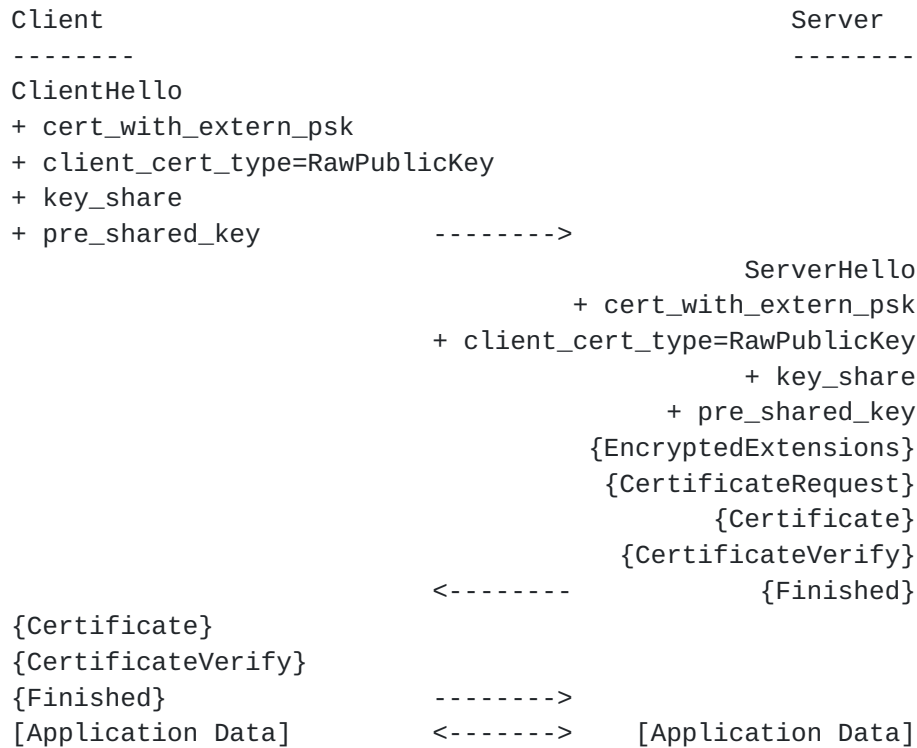 Client                                            Server
--------                                          --------
ClientHello
+ cert_with_extern_psk
+ client_cert_type=RawPublicKey
+ key_share
+ pre_shared_key           -------->
                                               ServerHello
                                    + cert_with_extern_psk
                           + client_cert_type=RawPublicKey
                                               + key_share
                                          + pre_shared_key
                                     {EncryptedExtensions}
                                      {CertificateRequest}
                                             {Certificate}
                                       {CertificateVerify}
                           <--------            {Finished}
{Certificate}
{CertificateVerify}
{Finished}                 -------->
[Application Data]         <------->    [Application Data]